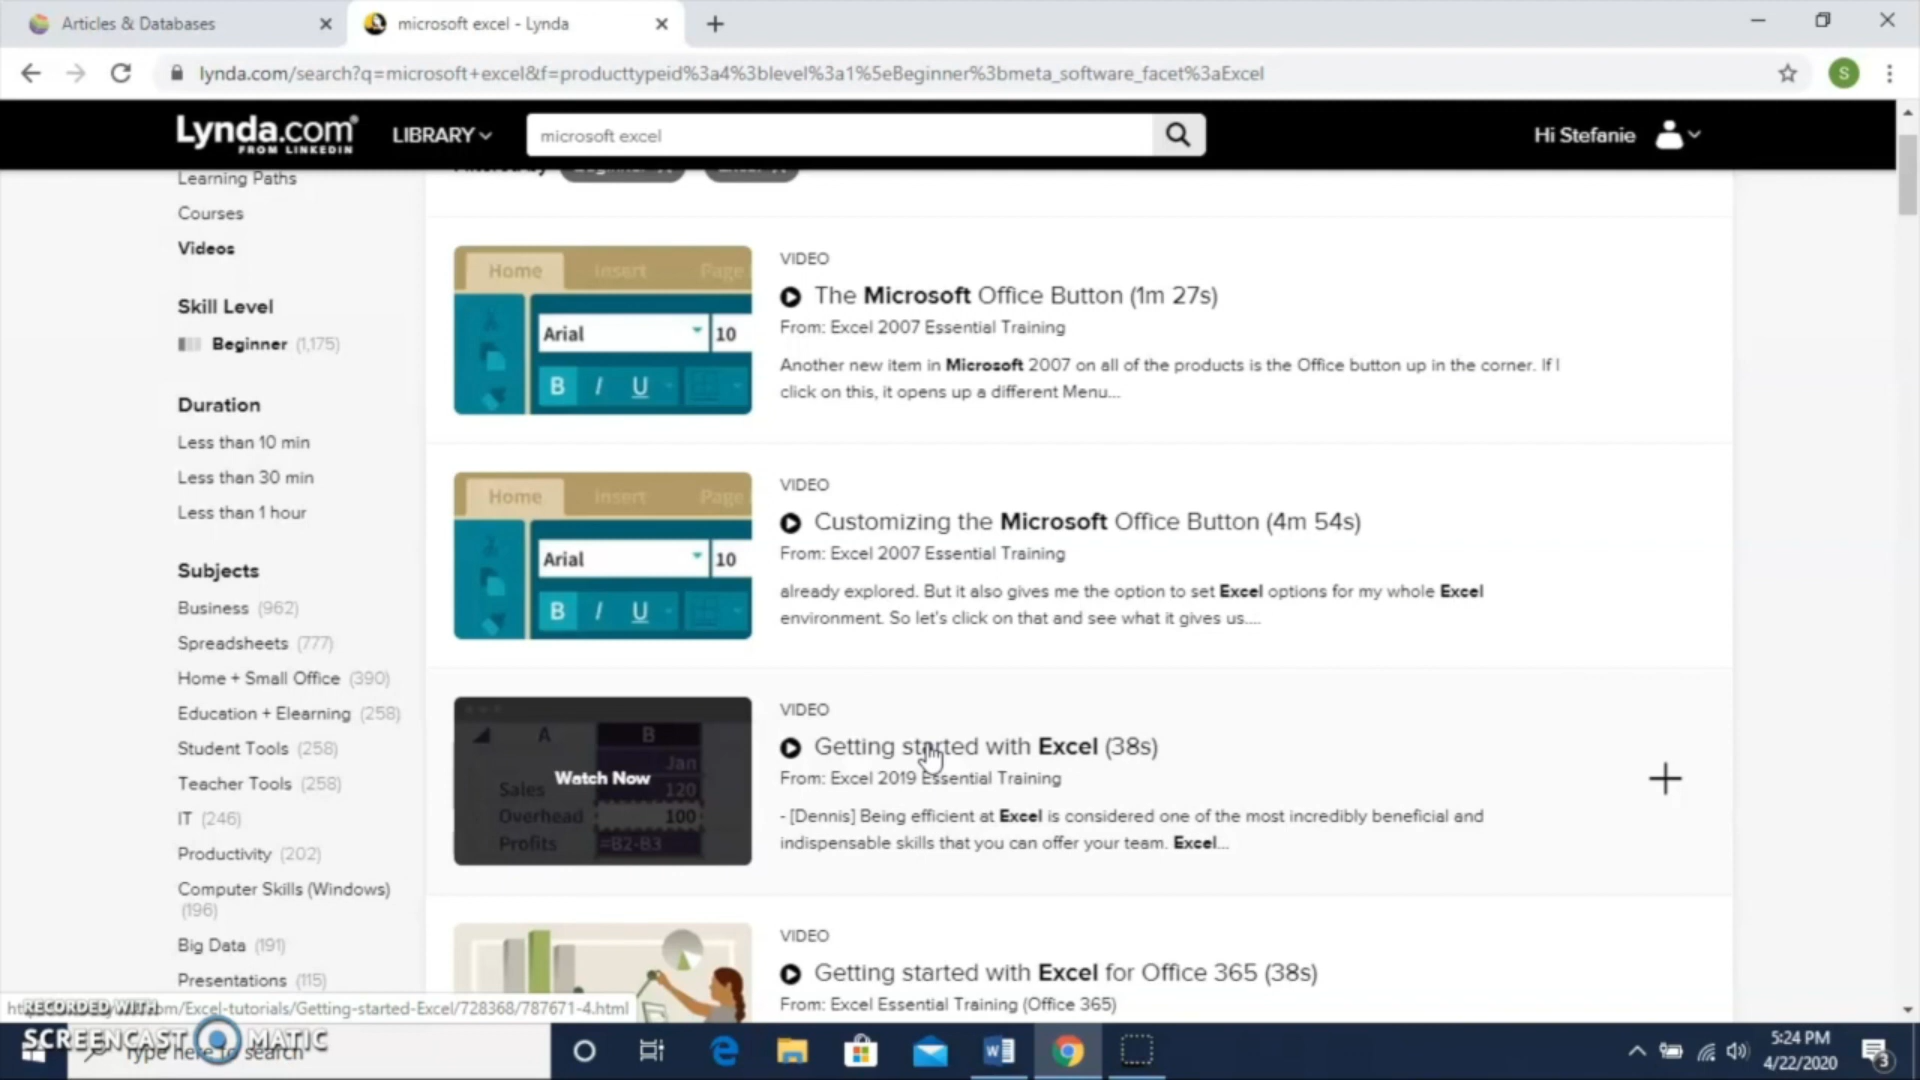 Articles & Databases
microsoft excel - Lynda
lynda.com/search?q=microsoft+excel&f=producttypeid%3a4%3blevel%3a1%5eBeginner%3bmeta_software_facet%3aExcel
S
Lynda.com
FROM LINKEDIN
LIBRARY
microsoft excel
Hi Stefanie
Learning Paths
Courses
Videos
Skill Level
Beginner (1,175)
Duration
Less than 10 min
Less than 30 min
Less than 1 hour
Subjects
Business (962)
Spreadsheets (777)
Home + Small Office (390)
Education + Elearning (258)
Student Tools (258)
Teacher Tools (258)
IT (246)
Productivity (202)
Computer Skills (Windows)
(196)
Big Data (191)
Presentations (115)
Home Insert Page
Arial 10
B I U
VIDEO
The Microsoft Office Button (1m 27s)
From: Excel 2007 Essential Training
Another new item in Microsoft 2007 on all of the products is the Office button up in the corner. If I
click on this, it opens up a different Menu...
Home Insert Page
Arial 10
B I U
VIDEO
Customizing the Microsoft Office Button (4m 54s)
From: Excel 2007 Essential Training
already explored. But it also gives me the option to set Excel options for my whole Excel
environment. So let's click on that and see what it gives us....
A B
Jan
Watch Now
Sales 120
Overhead 100
Profits =B2-B3
VIDEO
Getting started with Excel (38s)
From: Excel 2019 Essential Training
- [Dennis] Being efficient at Excel is considered one of the most incredibly beneficial and
indispensable skills that you can offer your team. Excel...
VIDEO
Getting started with Excel for Office 365 (38s)
From: Excel Essential Training (Office 365)
om/Excel-tutorials/Getting-started-Excel/728368/787671-4.html
RECORDED WITH
SCREENCAST MATIC
Type here to search
5:24 PM
4/22/2020
3